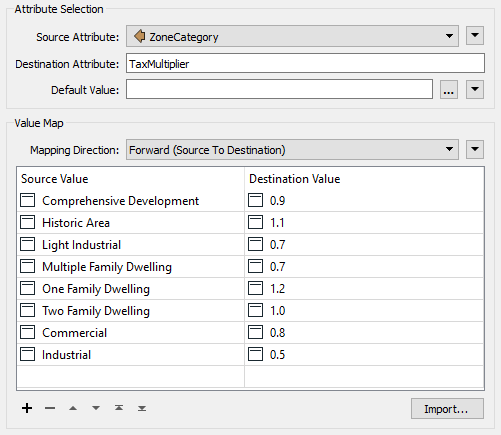 Attribute Selection
Source Attribute: ZoneCategory
Destination Attribute: TaxMultiplier
Default Value: ...
Value Map
Mapping Direction: Forward (Source To Destination)
Source Value Destination Value
Comprehensive Development 0.9
Historic Area 1.1
Light Industrial 0.7
Multiple Family Dwelling 0.7
One Family Dwelling 1.2
Two Family Dwelling 1.0
Commercial 0.8
Industrial 0.5
Import...